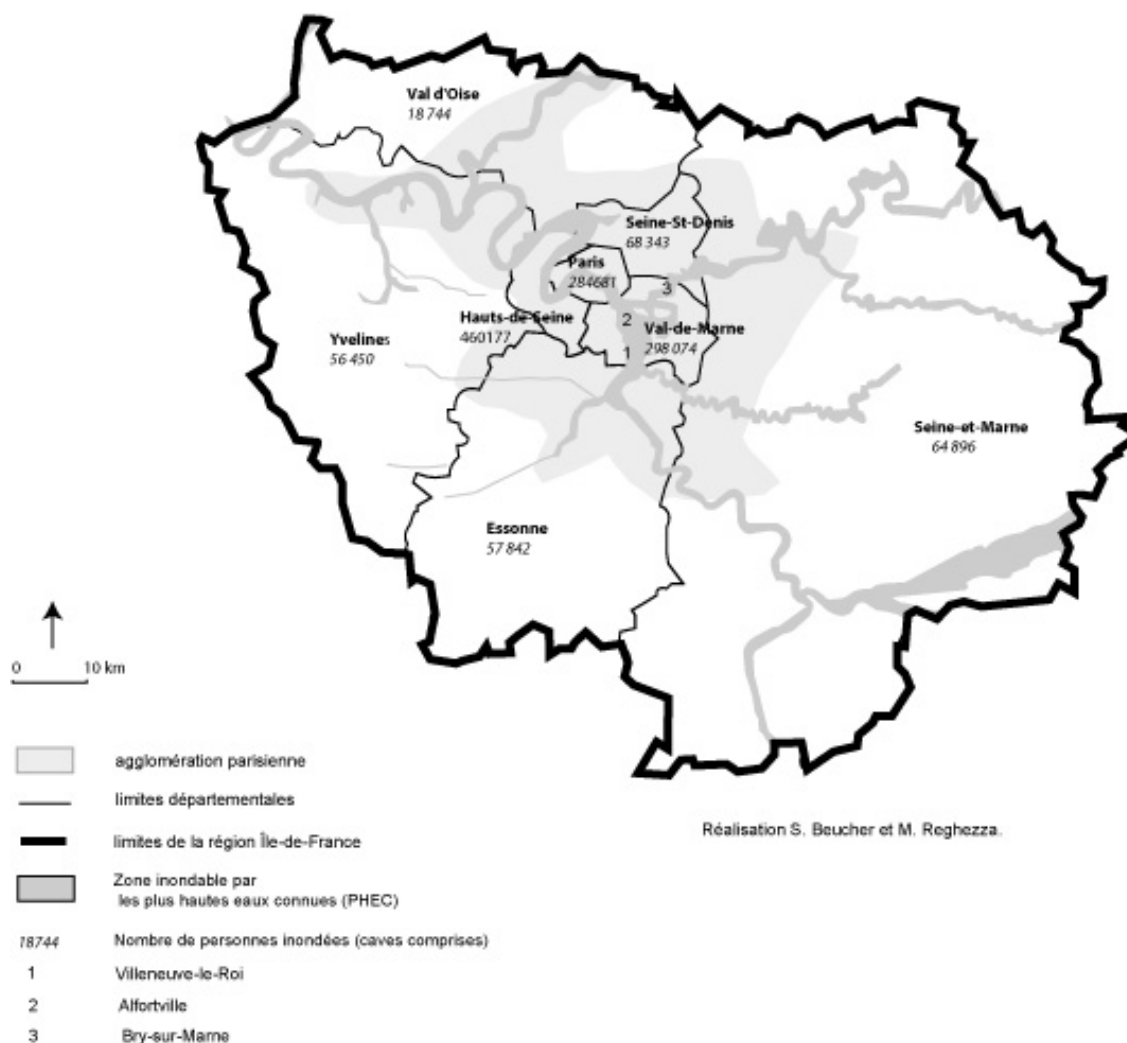 Val d'Oise
18 744
Seine-St-Denis
68 343
Paris
284681
3
Hauts-de-Seine
460177
2
Val-de-Marne
298 074
1
Yvelines
56 450
Seine-et-Marne
64 896
Essonne
57 842
0 10 km
agglomération parisienne
limites départementales
limites de la région Île-de-France
Zone inondable par
les plus hautes eaux connues (PHEC)
18744 Nombre de personnes inondées (caves comprises)
1 Villeneuve-le-Roi
2 Alfortville
3 Bry-sur-Marne
Réalisation S. Beucher et M. Reghezza.